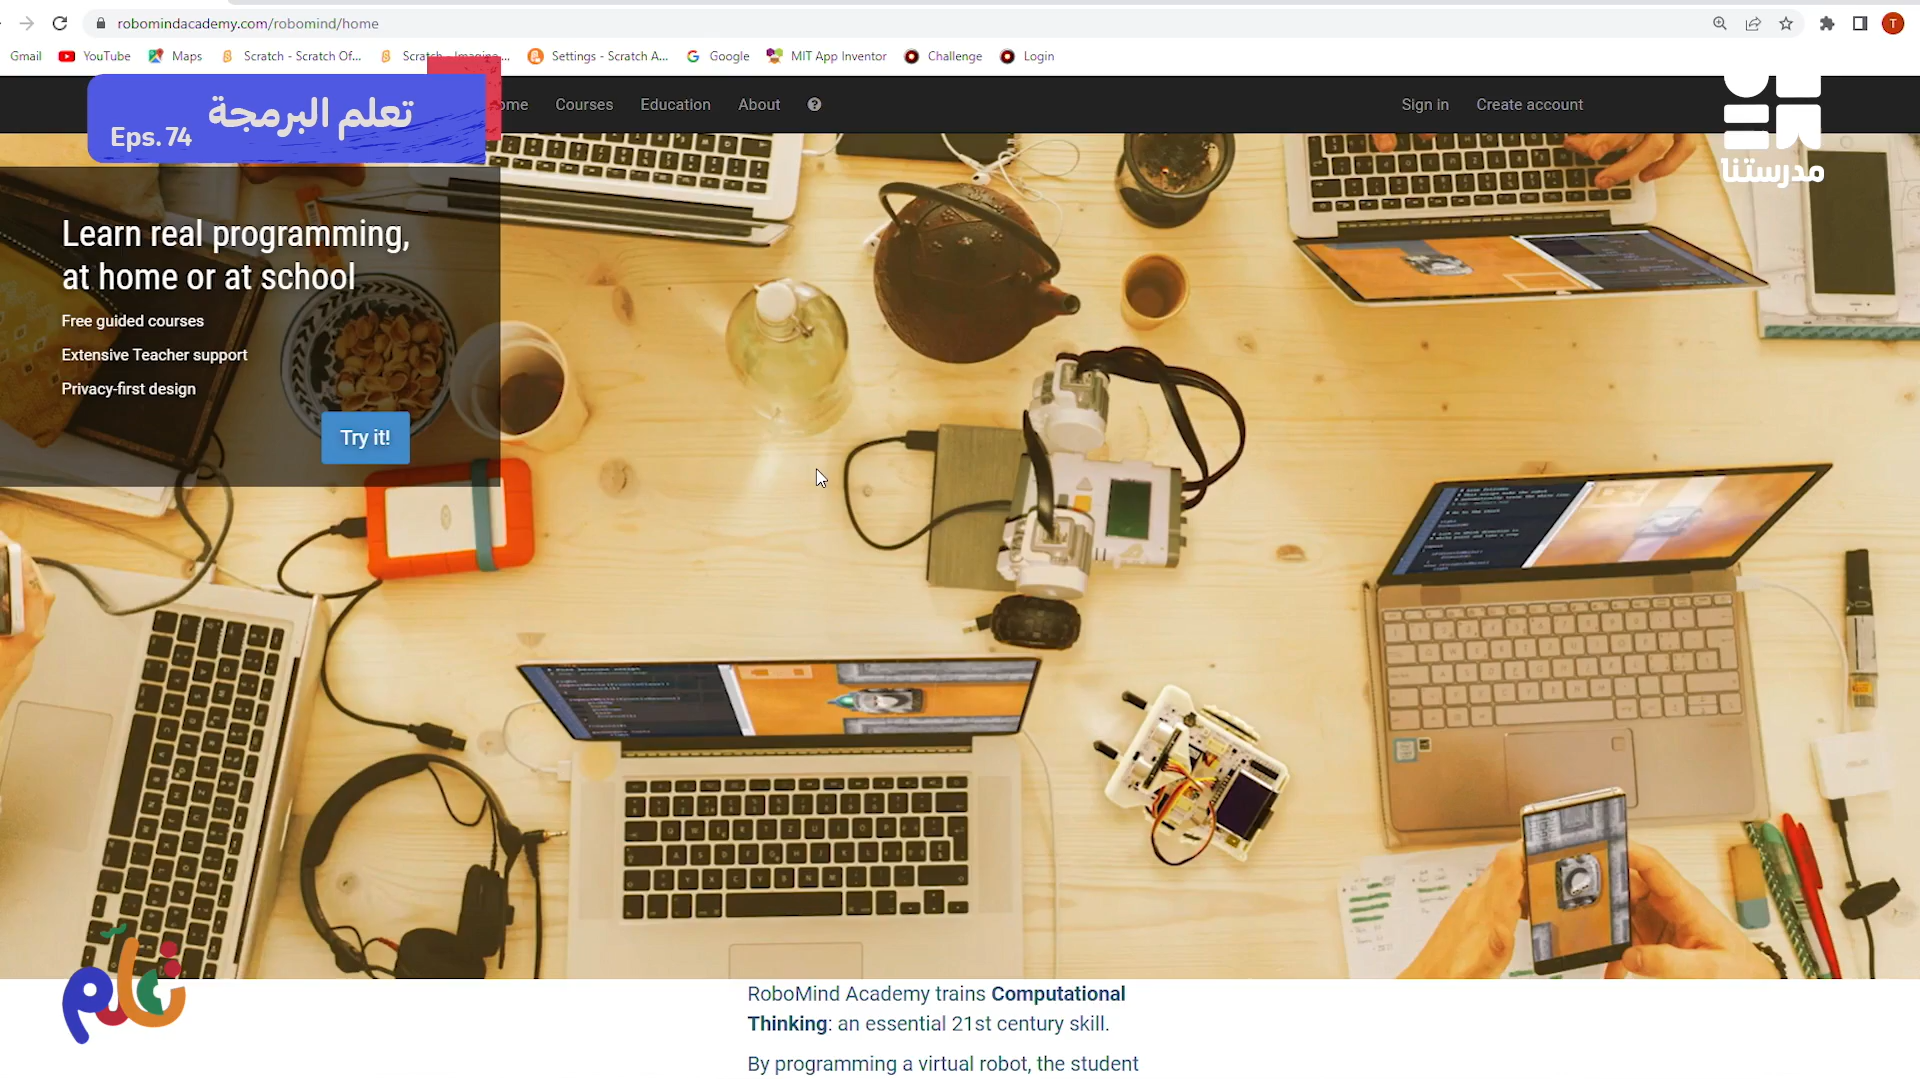 robomindacademy.com/robomind/home
Gmail YouTube Maps Scratch - Scratch Of... Scratch - Imagine... Settings - Scratch A... Google MIT App Inventor Challenge Login
T
تعلم البرمجة
Eps. 74
ome Courses Education About Sign in Create account
مدرستنا
Learn real programming,
at home or at school
Free guided courses
Extensive Teacher support
Privacy-first design
Try it!
RoboMind Academy trains Computational
Thinking: an essential 21st century skill.
By programming a virtual robot, the student